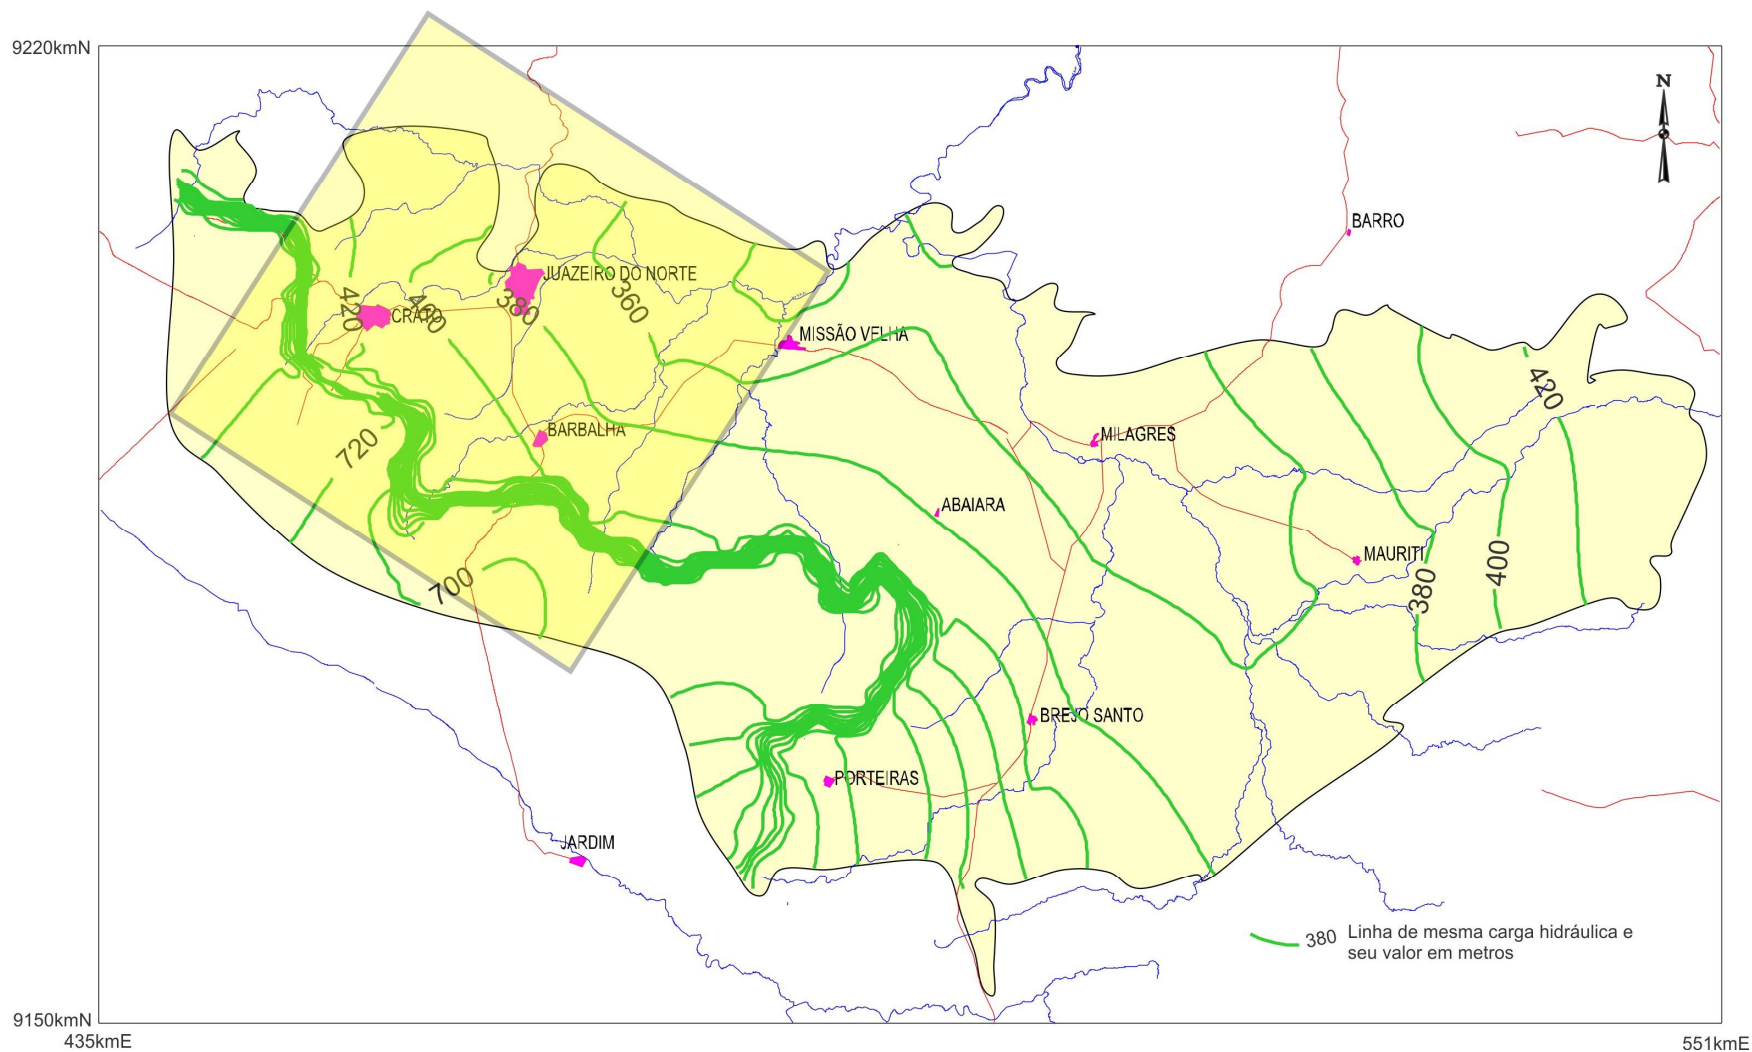 9220kmN
N
BARRO
JUAZEIRO DO NORTE
420
CRATO
460
380
360
MISSÃO VELHA
420
720
BARBALHA
MILAGRES
ABAIARA
MAURITI
400
380
700
BREJO SANTO
PORTEIRAS
JARDIM
380 Linha de mesma carga hidráulica e
seu valor em metros
9150kmN
435kmE
551kmE